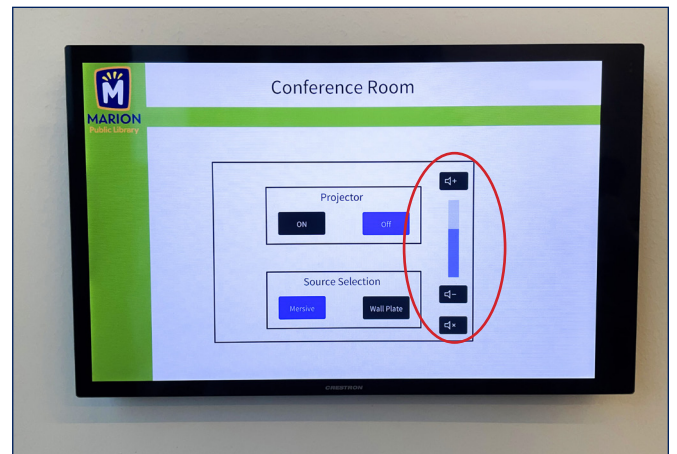 Conference Room
M
MARION
Public Library
Projector
ON
Off
Source Selection
Mersive
Wall Plate
CRESTRON